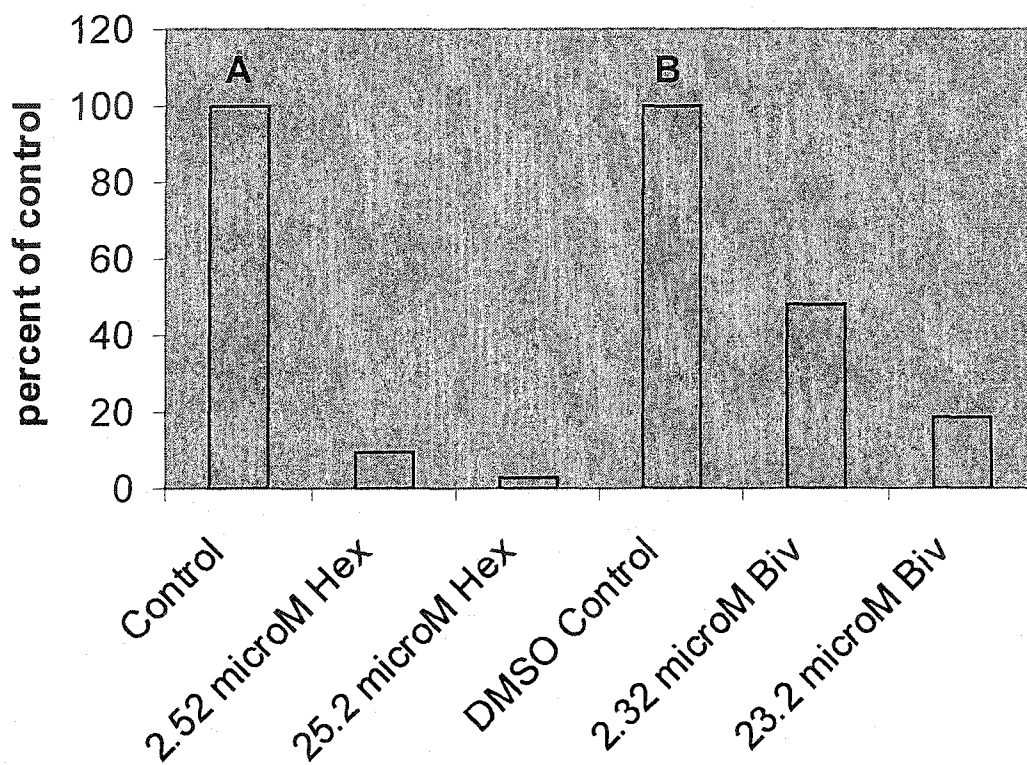 percent of control
120
100
80
60
40
20
0
A
B
Control
2.52 microM Hex
25.2 microM Hex
DMSO Control
2.32 microM Biv
23.2 microM Biv